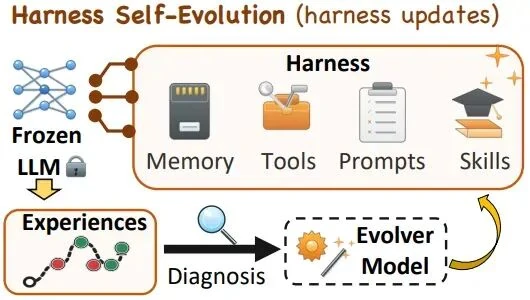 Harness Self-Evolution (harness updates)
Harness
Frozen
LLM
Memory Tools Prompts Skills
Experiences
Diagnosis
Evolver
Model